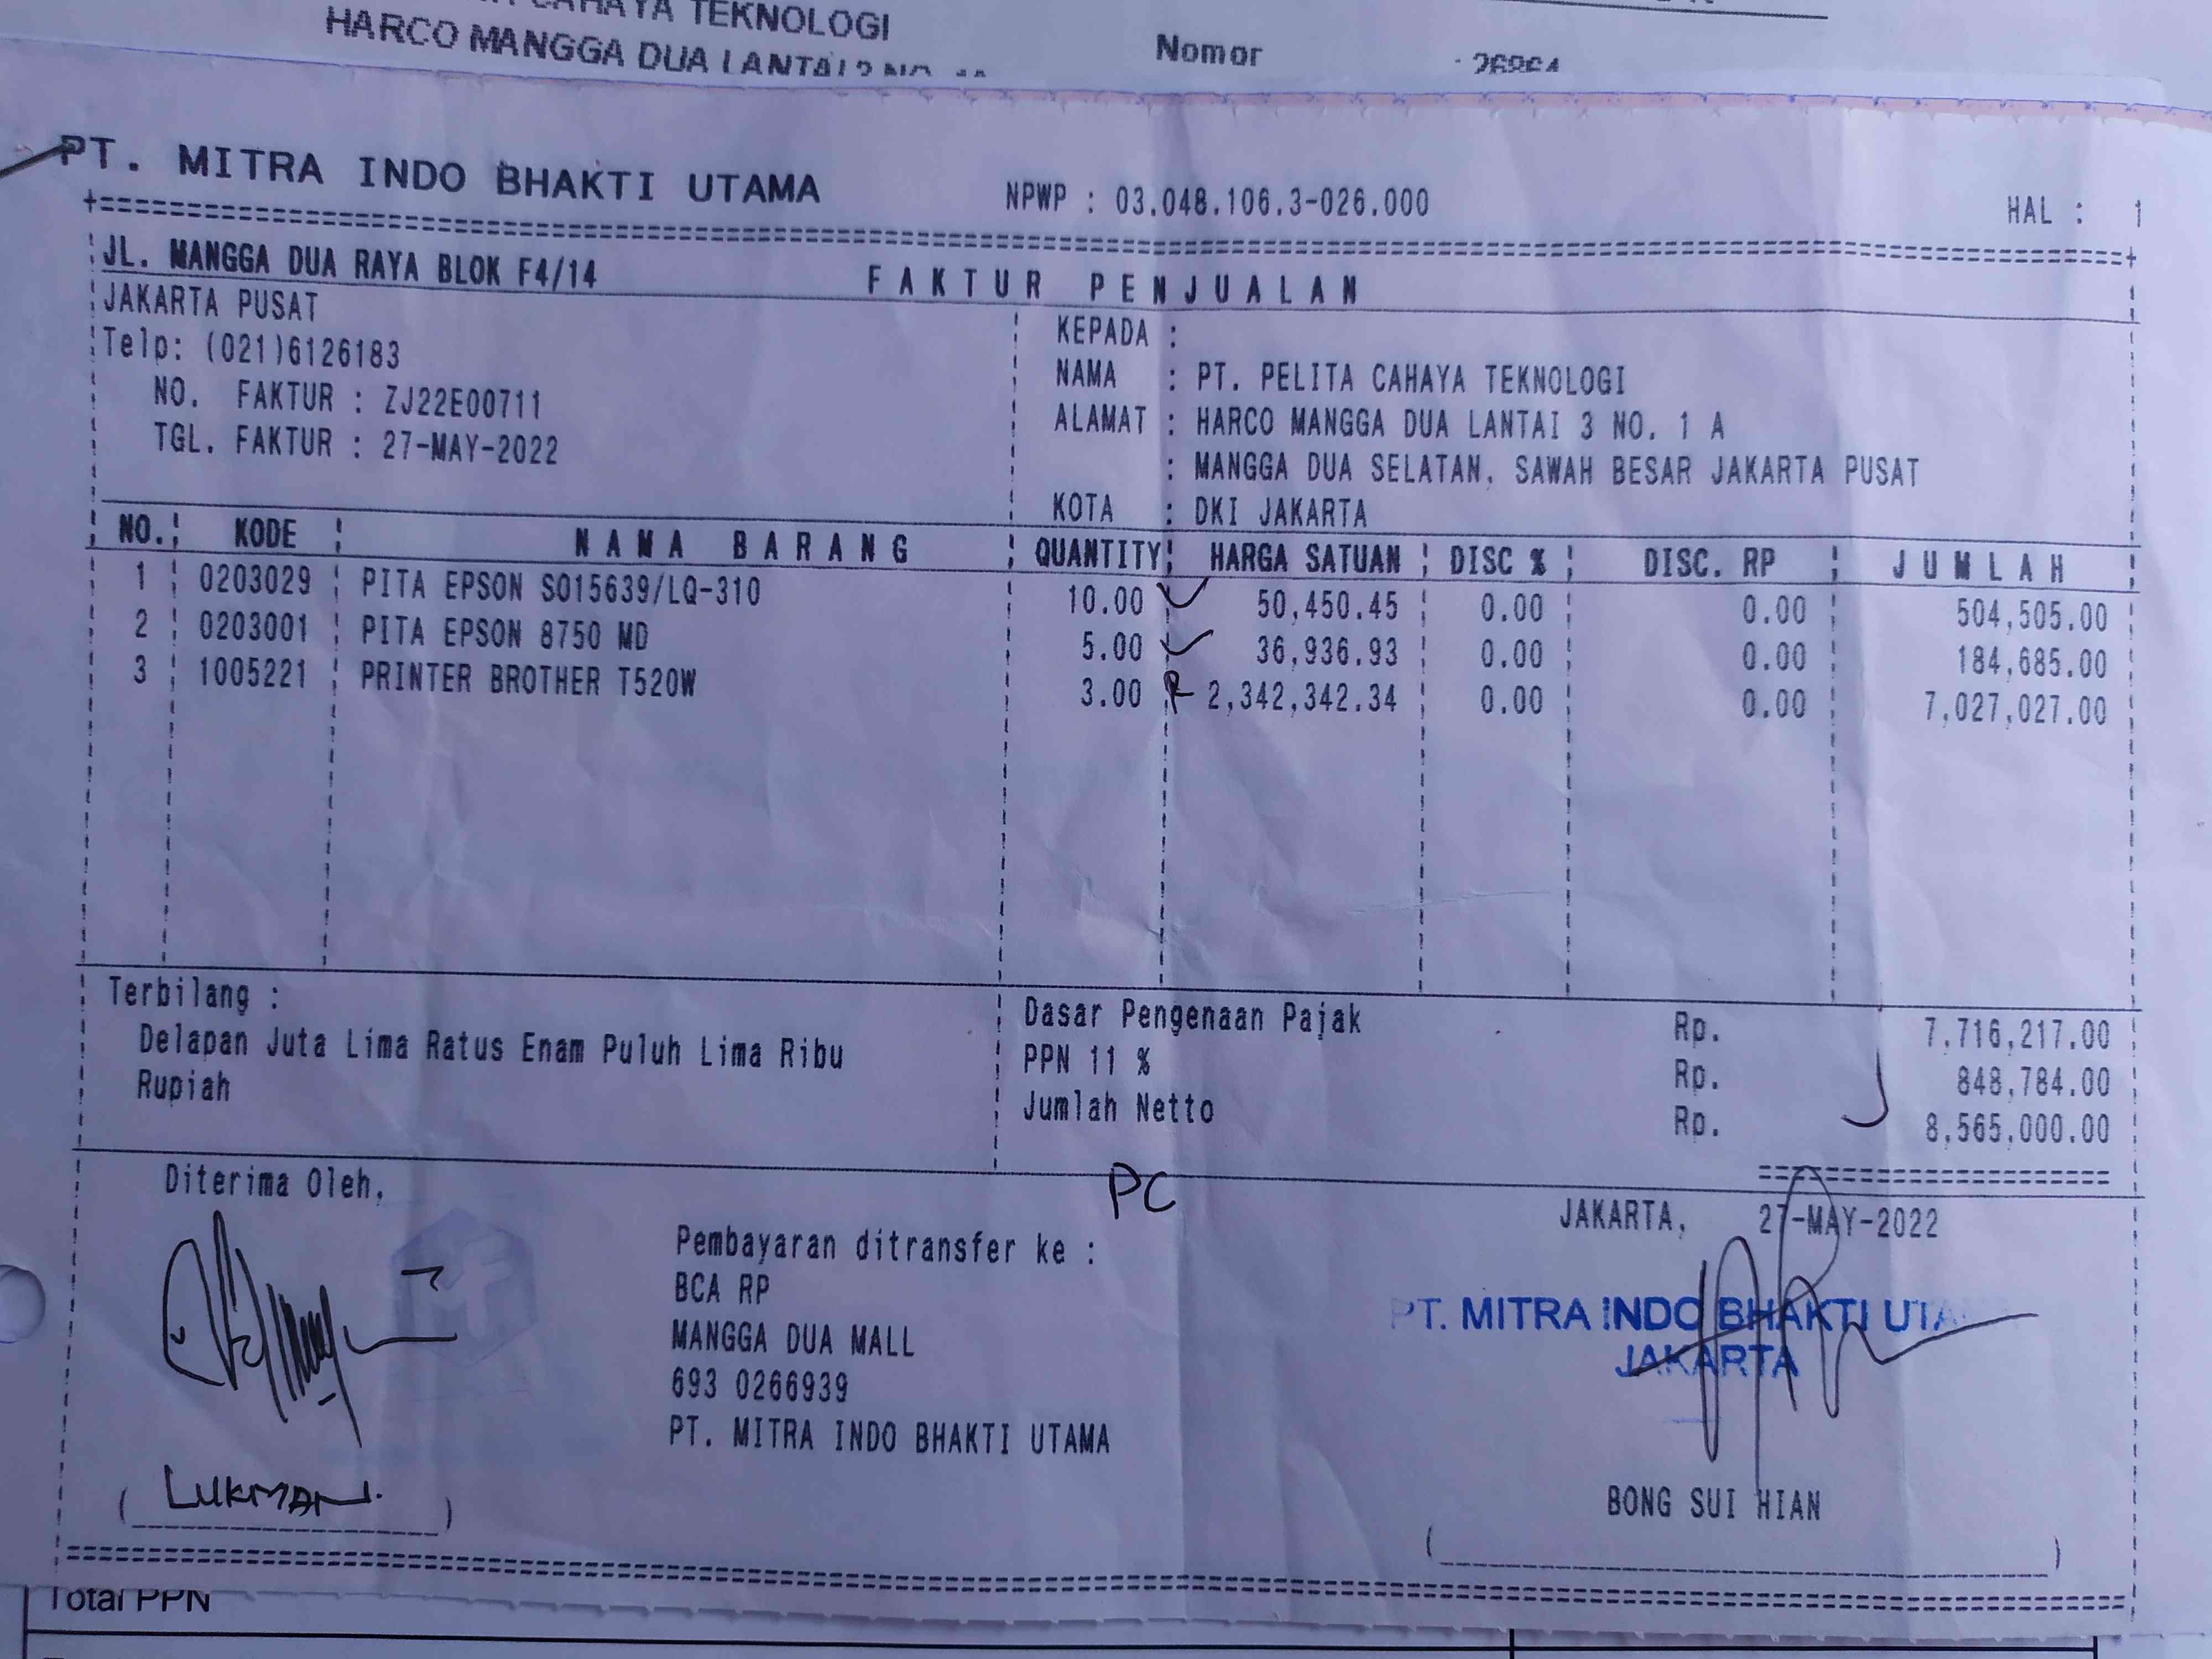 CAHAYA TEKNOLOGI
HARCO MANGGA DUA LANTAI
Nomor
PT. MITRA INDO BHAKTI UTAMA NPWP : 03.048.106.3-026.000 HAL : 1
JL. MANGGA DUA RAYA BLOK F4/14 FAKTUR PENJUALAN
JAKARTA PUSAT
Telp: (021)6126183
NO. FAKTUR : ZJ22E00711
TGL. FAKTUR : 27-MAY-2022
KEPADA :
NAMA : PT. PELITA CAHAYA TEKNOLOGI
ALAMAT : HARCO MANGGA DUA LANTAI 3 NO. 1 A
: MANGGA DUA SELATAN, SAWAH BESAR JAKARTA PUSAT
KOTA : DKI JAKARTA
NO. KODE NAMA BARANG QUANTITY HARGA SATUAN DISC % DISC. RP JUMLAH
1 0203029 PITA EPSON S015639/LQ-310 10.00 50,450.45 0.00 0.00 504,505.00
2 0203001 PITA EPSON 8750 MD 5.00 36,936.93 0.00 0.00 184,685.00
3 1005221 PRINTER BROTHER T520W 3.00 2,342,342.34 0.00 0.00 7,027,027.00
Terbilang :
Delapan Juta Lima Ratus Enam Puluh Lima Ribu
Rupiah
Dasar Pengenaan Pajak Rp. 7,716,217.00
PPN 11 % Rp. 848,784.00
Jumlah Netto Rp. 8,565,000.00
Diterima Oleh,
LUKMAN.
PC
Pembayaran ditransfer ke :
BCA RP
MANGGA DUA MALL
693 0266939
PT. MITRA INDO BHAKTI UTAMA
JAKARTA, 27-MAY-2022
PT. MITRA INDO BHAKTI UTA
JAKARTA
BONG SUI HIAN
Total PPN